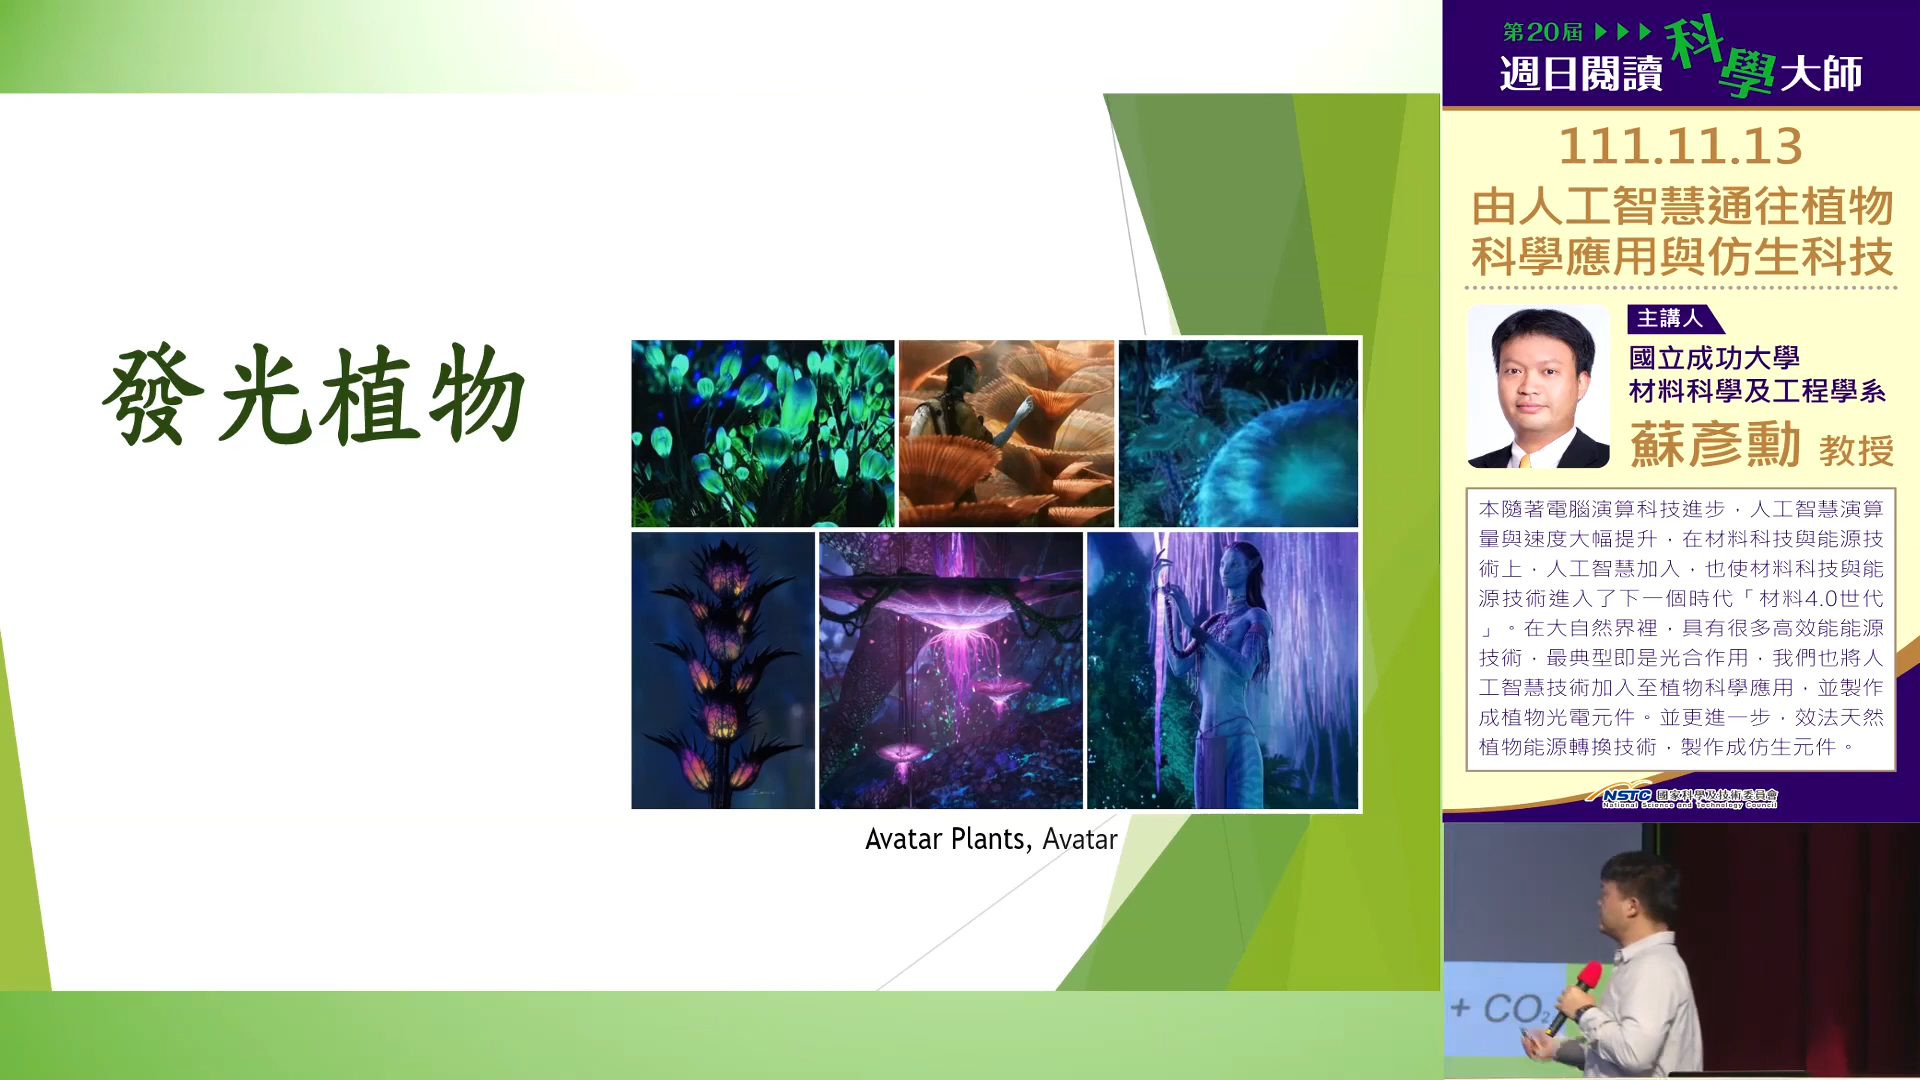 發光植物
Avatar Plants, Avatar
第20屆
週日閱讀科學大師
111.11.13
由人工智慧通往植物
科學應用與仿生科技
主講人
國立成功大學
材料科學及工程學系
蘇彥勳 教授
本隨著電腦演算科技進步，人工智慧演算
量與速度大幅提升，在材料科技與能源技
術上，人工智慧加入，也使材料科技與能
源技術進入了下一個時代「材料4.0世代
」。在大自然界裡，具有很多高效能能源
技術，最典型即是光合作用，我們也將人
工智慧技術加入至植物科學應用，並製作
成植物光電元件。並更進一步，效法天然
植物能源轉換技術，製作成仿生元件。
NSTC 國家科學及技術委員會
National Science and Technology Council
+ CO₂